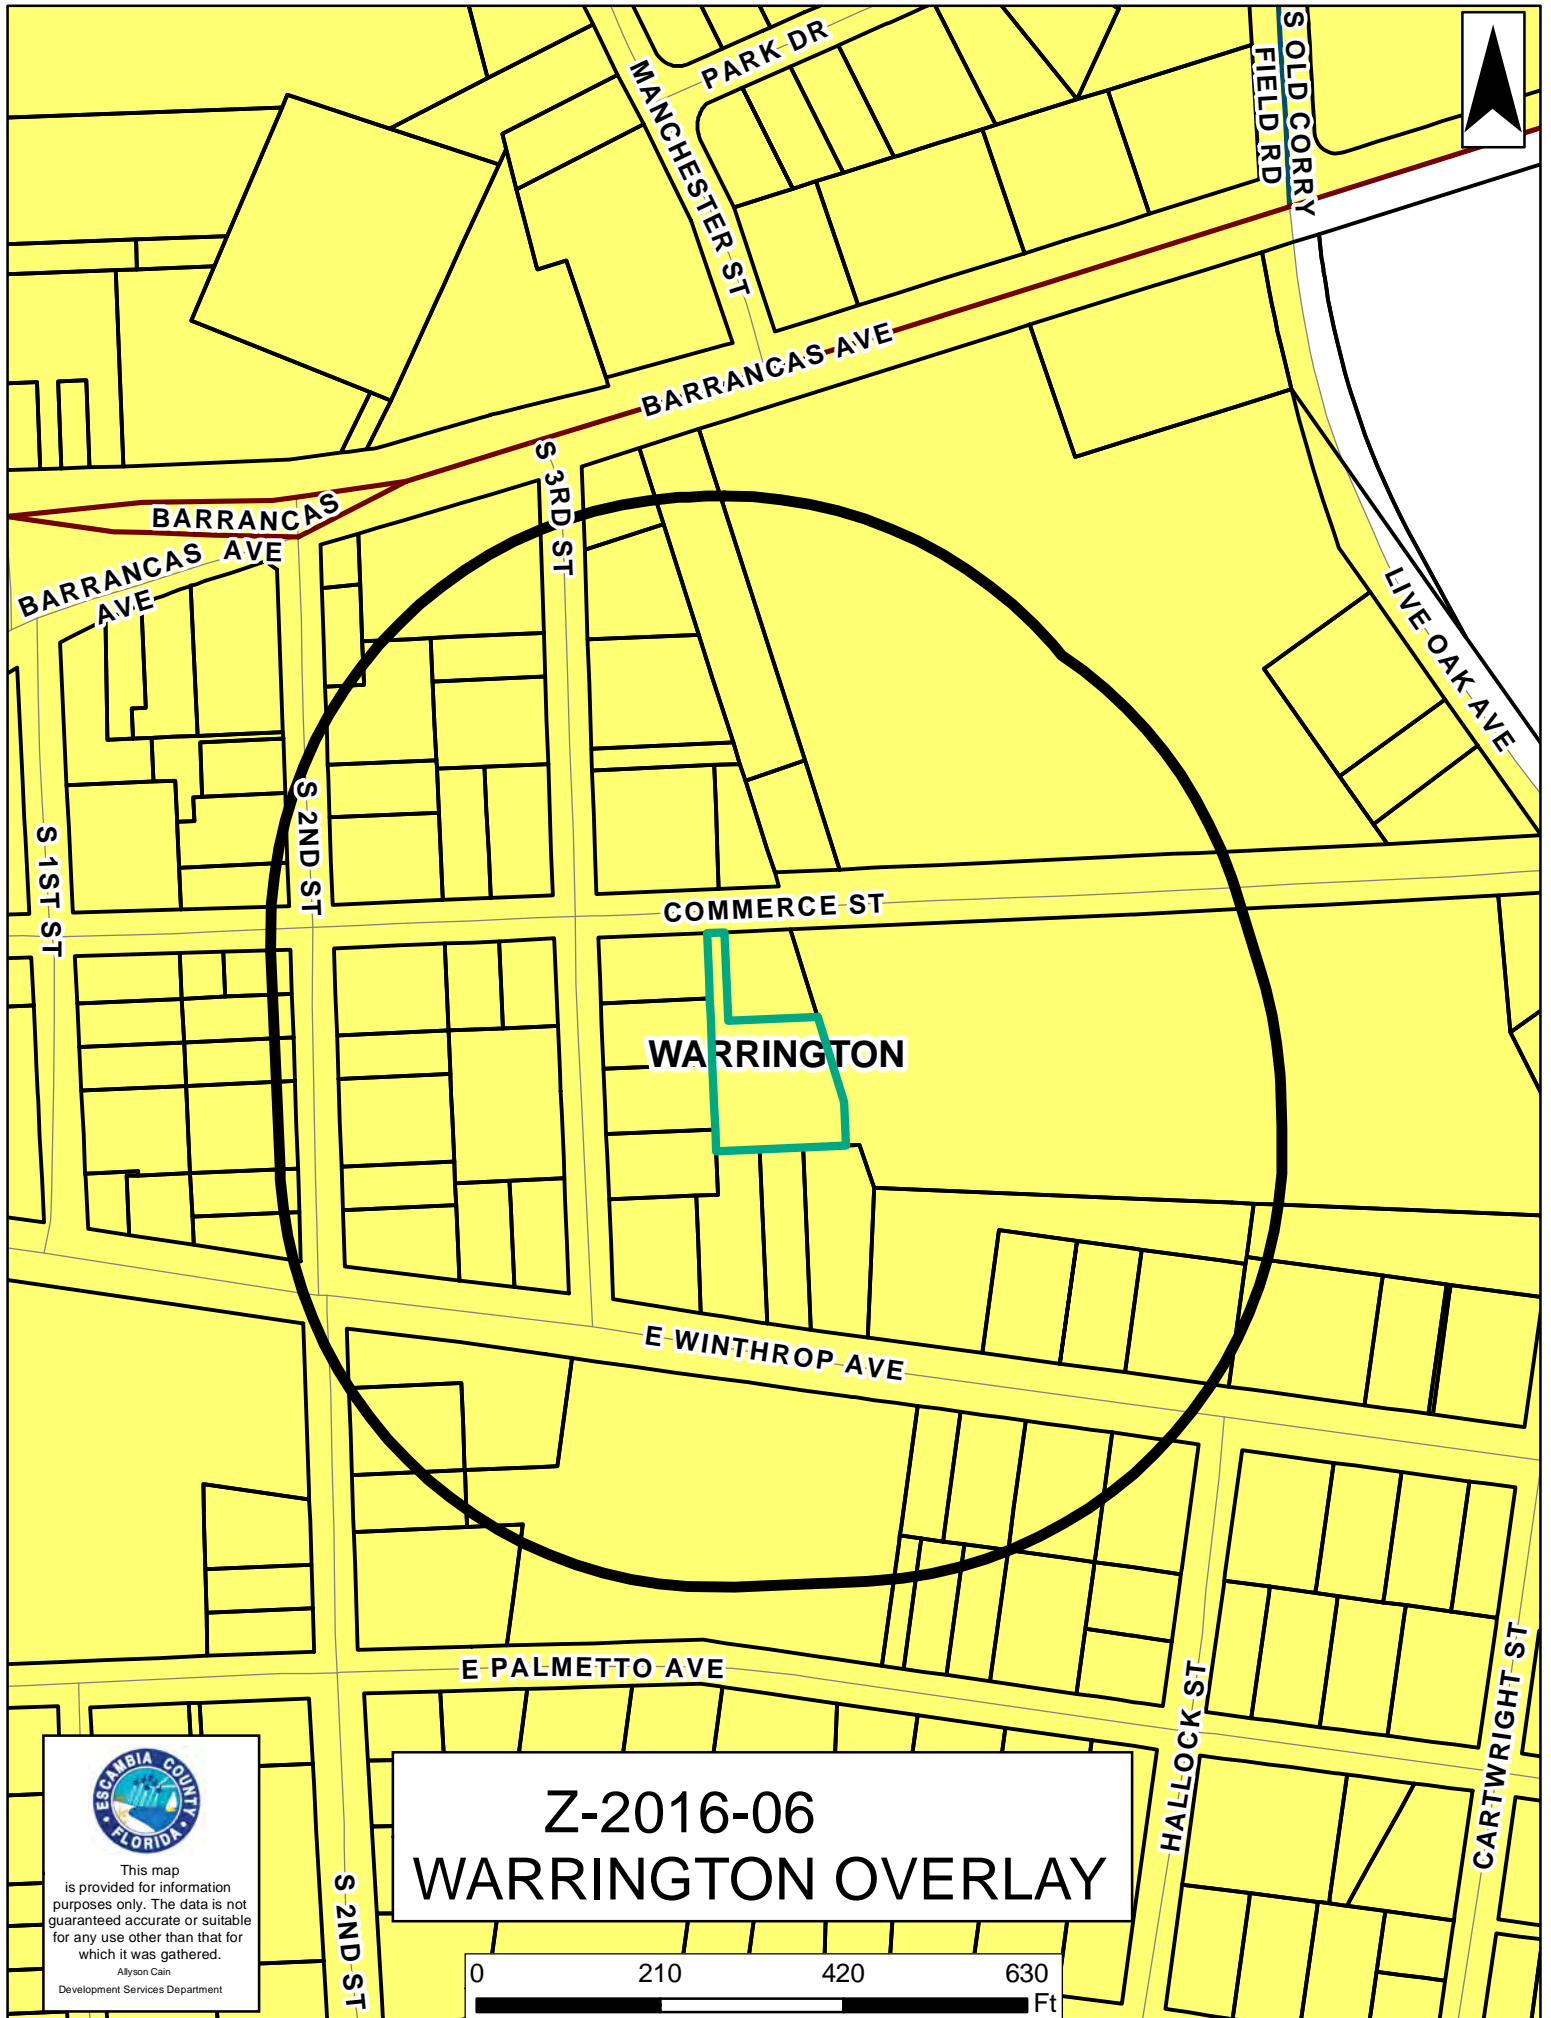 PARK DR
MANCHESTER ST
S OLD CORRY
FIELD RD
BARRANCAS AVE
S 3RD ST
BARRANCAS
AVE
BARRANCAS
AVE
LIVE OAK AVE
S 1ST ST
S 2ND ST
COMMERCE ST
WARRINGTON
E WINTHROP AVE
E PALMETTO AVE
HALLOCK ST
CARTWRIGHT ST
S 2ND ST
ESCAMBIA COUNTY
FLORIDA
This map
is provided for information
purposes only. The data is not
guaranteed accurate or suitable
for any use other than that for
which it was gathered.
Allyson Cain
Development Services Department
Z-2016-06
WARRINGTON OVERLAY
0 210 420 630
Ft